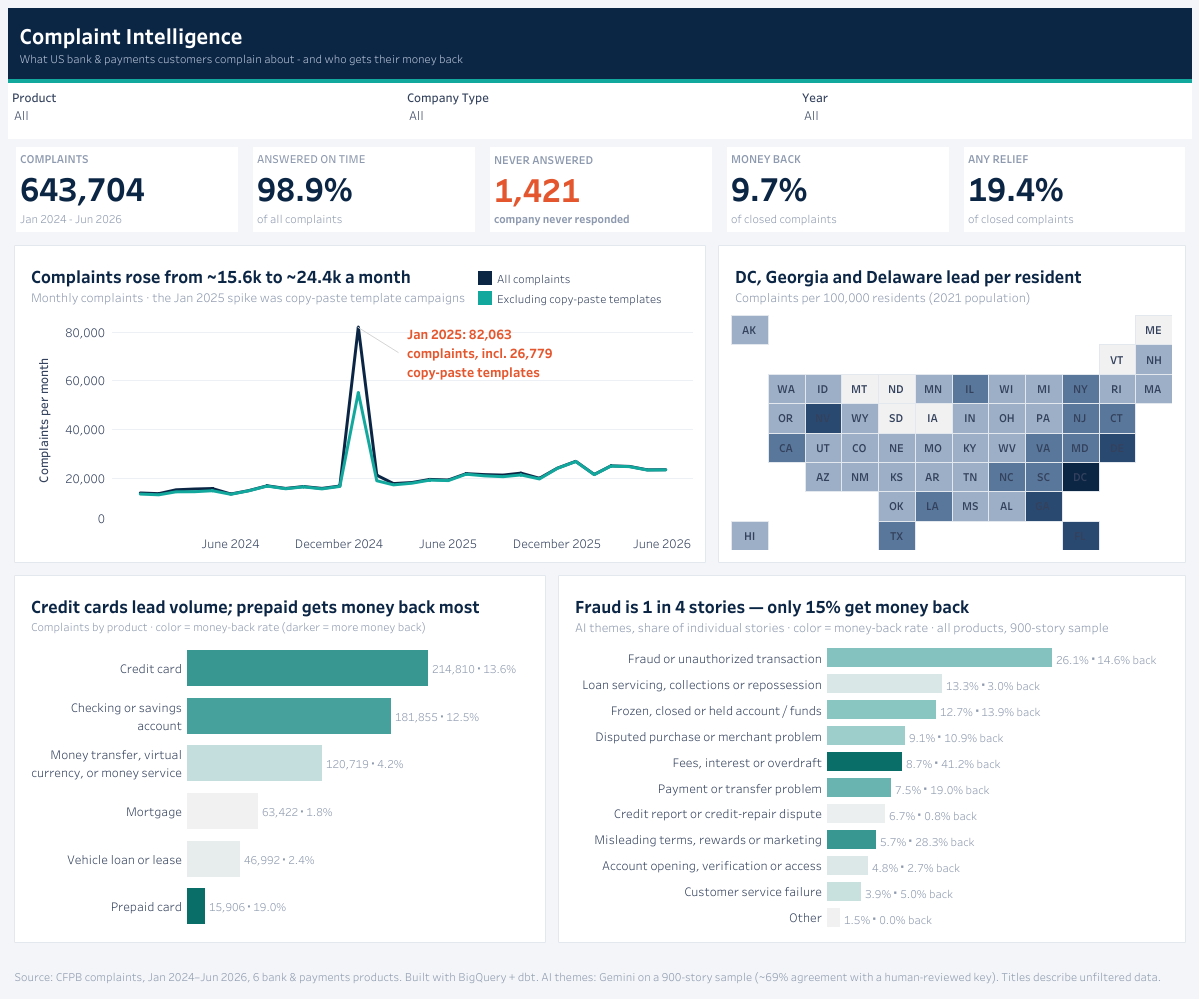 Complaint Intelligence
What US bank & payments customers complain about - and who gets their money back
Product
Company Type
Year
All
All
All
COMPLAINTS
643,704
Jan 2024 - Jun 2026
ANSWERED ON TIME
98.9%
of all complaints
NEVER ANSWERED
1,421
company never responded
MONEY BACK
9.7%
of closed complaints
ANY RELIEF
19.4%
of closed complaints
Complaints rose from ~15.6k to ~24.4k a month
Monthly complaints · the Jan 2025 spike was copy-paste template campaigns
All complaints
Excluding copy-paste templates
Jan 2025: 82,063
complaints, incl. 26,779
copy-paste templates
Complaints per month
80,000
60,000
40,000
20,000
0
June 2024
December 2024
June 2025
December 2025
June 2026
DC, Georgia and Delaware lead per resident
Complaints per 100,000 residents (2021 population)
AK ME
VT NH
WA ID MT ND MN IL WI MI NY RI MA
OR WY SD IA IN OH PA NJ CT
CA UT CO NE MO KY WV VA MD
AZ NM KS AR TN NC SC DC
OK LA MS AL
HI TX
Credit cards lead volume; prepaid gets money back most
Complaints by product · color = money-back rate (darker = more money back)
Credit card
214,810 • 13.6%
Checking or savings
account
181,855 • 12.5%
Money transfer, virtual
currency, or money service
120,719 • 4.2%
Mortgage
63,422 • 1.8%
Vehicle loan or lease
46,992 • 2.4%
Prepaid card
15,906 • 19.0%
Fraud is 1 in 4 stories — only 15% get money back
AI themes, share of individual stories · color = money-back rate · all products, 900-story sample
Fraud or unauthorized transaction
26.1% • 14.6% back
Loan servicing, collections or repossession
13.3% • 3.0% back
Frozen, closed or held account / funds
12.7% • 13.9% back
Disputed purchase or merchant problem
9.1% • 10.9% back
Fees, interest or overdraft
8.7% • 41.2% back
Payment or transfer problem
7.5% • 19.0% back
Credit report or credit-repair dispute
6.7% • 0.8% back
Misleading terms, rewards or marketing
5.7% • 28.3% back
Account opening, verification or access
4.8% • 2.7% back
Customer service failure
3.9% • 5.0% back
Other
1.5% • 0.0% back
Source: CFPB complaints, Jan 2024–Jun 2026, 6 bank & payments products. Built with BigQuery + dbt. AI themes: Gemini on a 900-story sample (~69% agreement with a human-reviewed key). Titles describe unfiltered data.